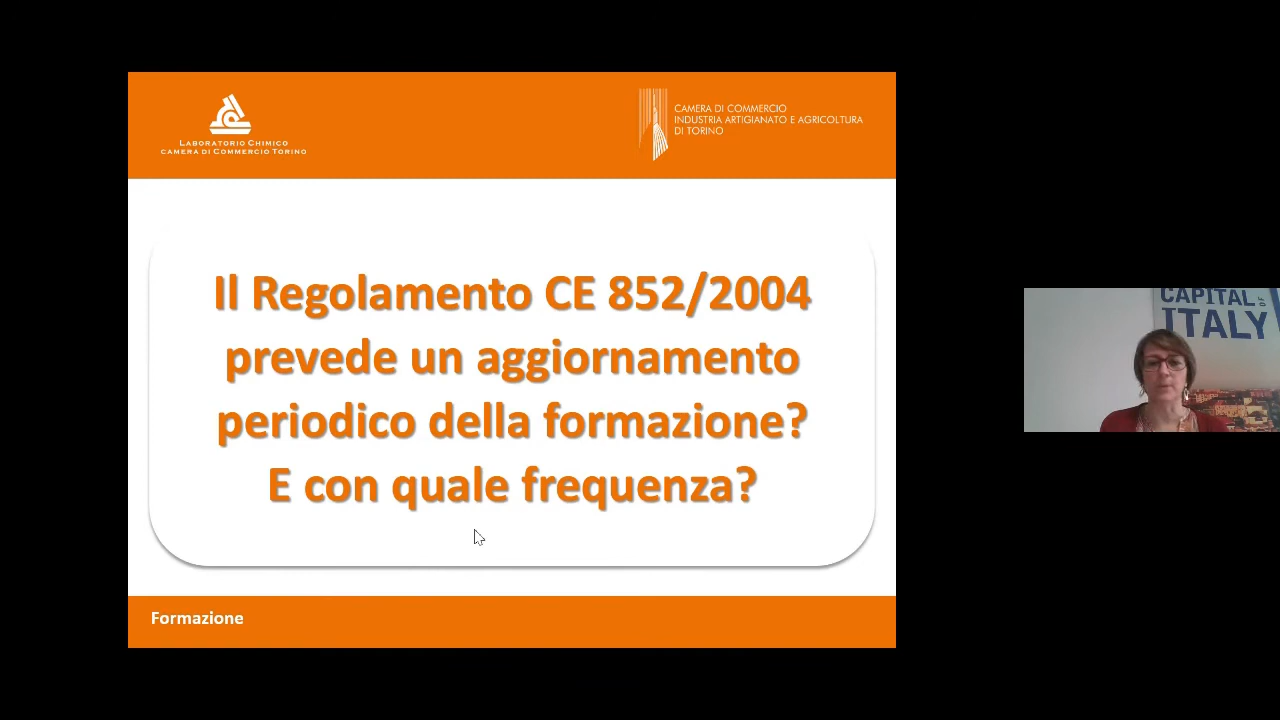 LABORATORIO CHIMICO
CAMERA DI COMMERCIO TORINO
CAMERA DI COMMERCIO
INDUSTRIA ARTIGIANATO E AGRICOLTURA
DI TORINO
Il Regolamento CE 852/2004
prevede un aggiornamento
periodico della formazione?
E con quale frequenza?
Formazione
CAPITAL OF
ITALY